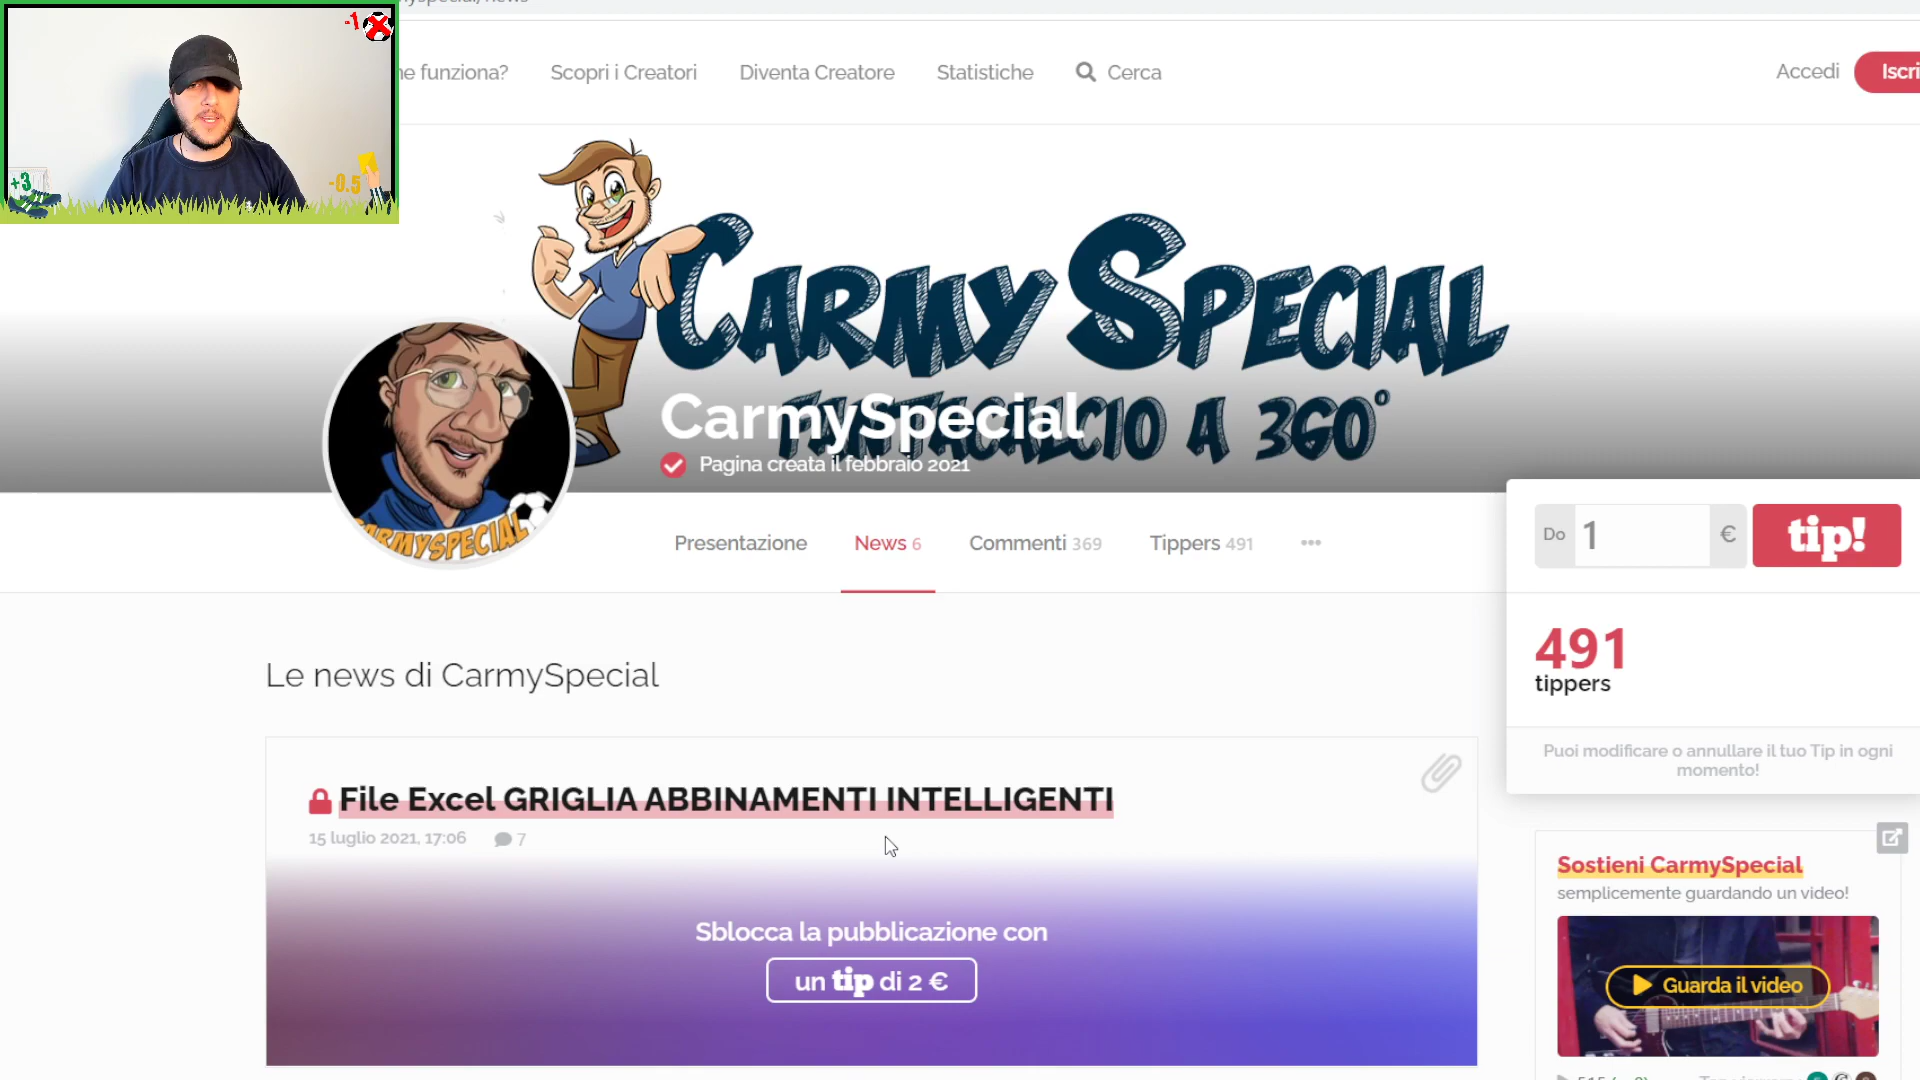 -1
+3
-0.5
ne funziona?
Scopri i Creatori
Diventa Creatore
Statistiche
Cerca
Accedi
Iscri
CARMY SPECIAL
FANTACALCIO A 360°
CarmySpecial
Pagina creata il febbraio 2021
CARMYSPECIAL
Presentazione
News 6
Commenti 369
Tippers 491
Do 1 € tip!
491
tippers
Puoi modificare o annullare il tuo Tip in ogni
momento!
Le news di CarmySpecial
File Excel GRIGLIA ABBINAMENTI INTELLIGENTI
15 luglio 2021, 17:06 7
Sblocca la pubblicazione con
un tip di 2 €
Sostieni CarmySpecial
semplicemente guardando un video!
Guarda il video